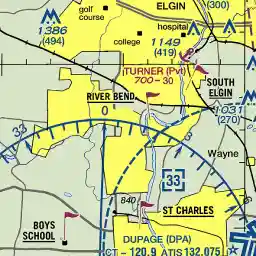 golf
course
ELGIN
(300)
1386
(494)
college
hospital
1149
(419)
TURNER (Pvt)
700 - 30
RIVER BEND
SOUTH
ELGIN
0
1031
(270)
33
Wayne
33
840
ST CHARLES
BOYS
SCHOOL
DUPAGE (DPA)
CT - 120.9 ATIS 132.075